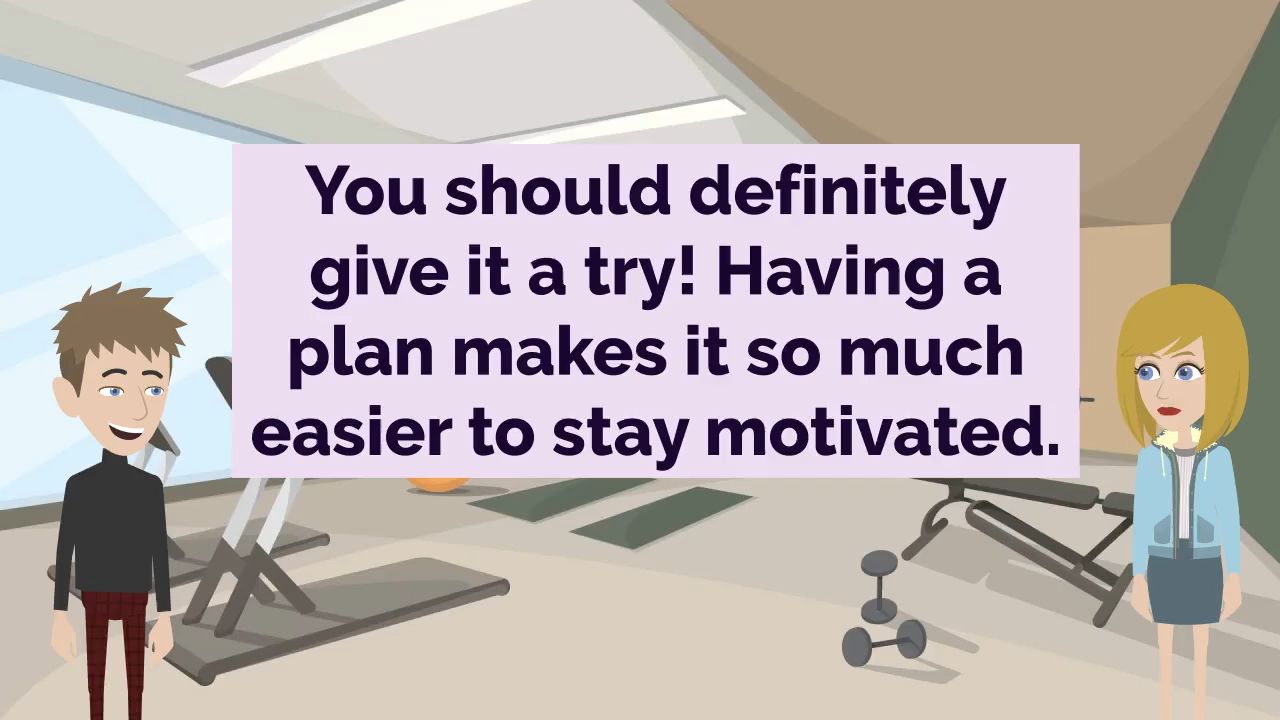 You should definitely
give it a try! Having a
plan makes it so much
easier to stay motivated.